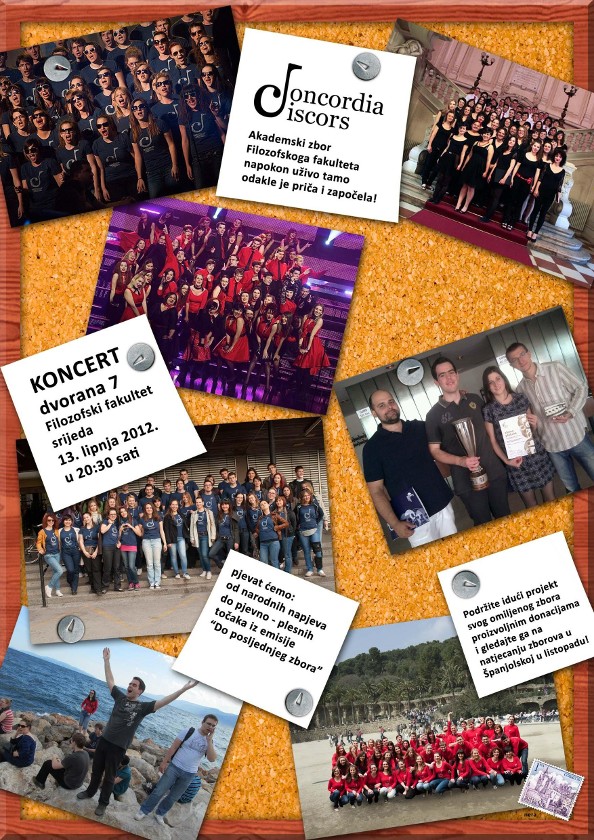 Concordia
discors
Akademski zbor
Filozofskoga fakulteta
napokon uživo tamo
odakle je priča i započela!
KONCERT
dvorana 7
Filozofski fakultet
srijeda
13. lipnja 2012.
u 20:30 sati
pjevat ćemo:
od narodnih napjeva
do pjevno - plesnih
točaka iz emisije
"Do posljednjeg zbora"
Podržite idući projekt
svog omiljenog zbora
proizvoljnim donacijama
i gledajte ga na
natjecanju zborova u
Španjolskoj u listopadu!